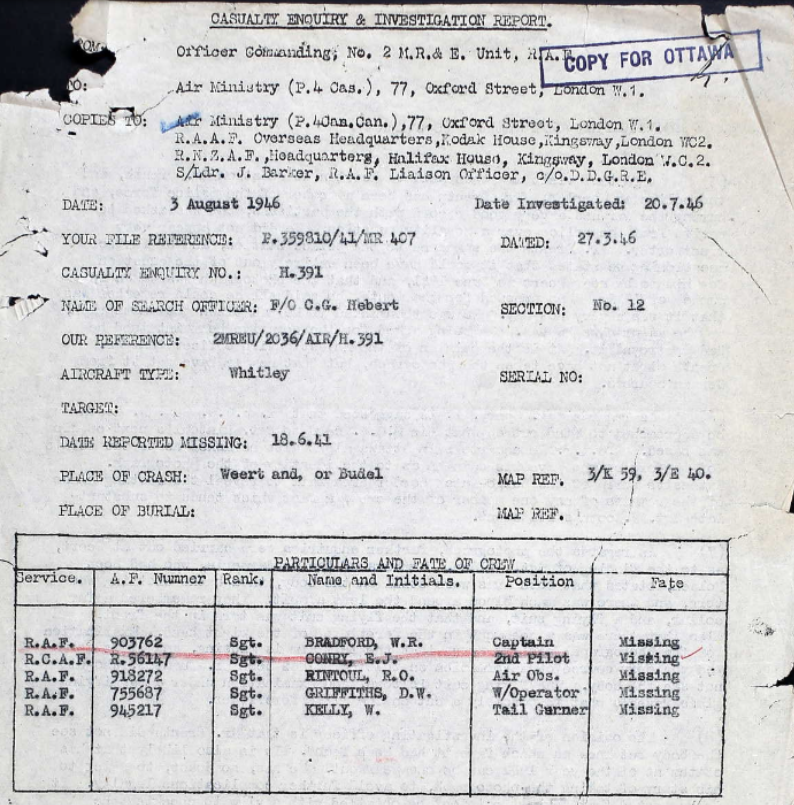 CASUALTY ENQUIRY & INVESTIGATION REPORT.
Officer Commanding, No. 2 M.R.& E. Unit, R.A.F.
COPY FOR OTTAWA
TO: Air Ministry (P.4 Cas.), 77, Oxford Street, London W.1.
COPIES TO: Air Ministry (P.4Can.Can.),77, Oxford Street, London W.1.
R.A.A.F. Overseas Headquarters,Kodak House,Kingsway,London WC2.
R.N.Z.A.F.,Headquarters, Halifax House, Kingsway, London W.C.2.
S/Ldr. J. Barker, R.A.F. Liaison Officer, c/o.D.D.G.R.E.
DATE: 3 August 1946 Date Investigated: 20.7.46
YOUR FILE REFERENCE: P.359810/41/MR 407 DATED: 27.3.46
CASUALTY ENQUIRY NO.: H.391
NAME OF SEARCH OFFICER: F/O C.G. Hebert SECTION: No. 12
OUR REFERENCE: 2MREU/2036/AIR/H.391
AIRCRAFT TYPE: Whitley SERIAL NO:
TARGET:
DATE REPORTED MISSING: 18.6.41
PLACE OF CRASH: Weert and, or Budel MAP REF. 3/K 59, 3/E 40.
PLACE OF BURIAL: MAP REF.
PARTICULARS AND FATE OF CREW
Service. A.F. Numner Rank. Name and Initials. Position Fate
R.A.F. 903762 Sgt. BRADFORD, W.R. Captain Missing
R.C.A.F. R.56147 Sgt. CONRY, E.J. 2nd Pilot Missing
R.A.F. 918272 Sgt. RINTOUL, R.O. Air Obs. Missing
R.A.F. 755687 Sgt. GRIFFITHS, D.W. W/Operator Missing
R.A.F. 945217 Sgt. KELLY, W. Tail Gurner Missing